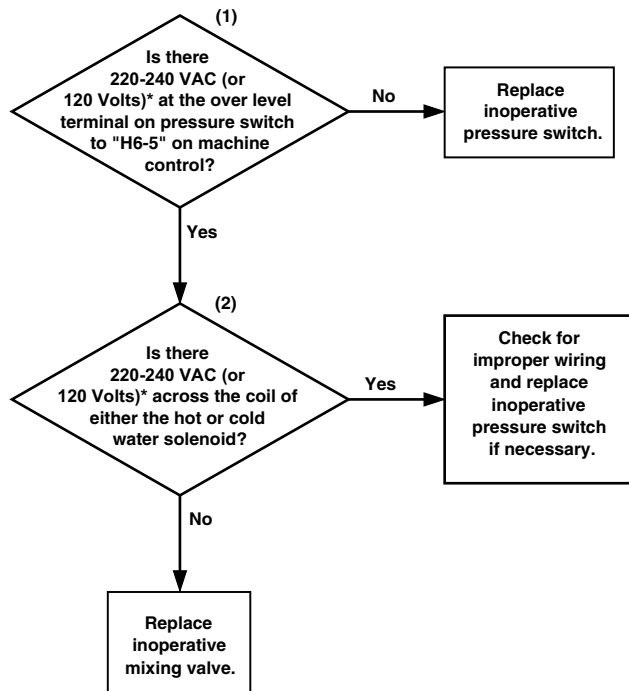 (1)
Is there
220-240 VAC (or
120 Volts)* at the over level
terminal on pressure switch
to "H6-5" on machine
control?
No
Replace
inoperative
pressure switch.
Yes
(2)
Is there
220-240 VAC (or
120 Volts)* across the coil of
either the hot or cold
water solenoid?
Yes
Check for
improper wiring
and replace
inoperative
pressure switch
if necessary.
No
Replace
inoperative
mixing valve.